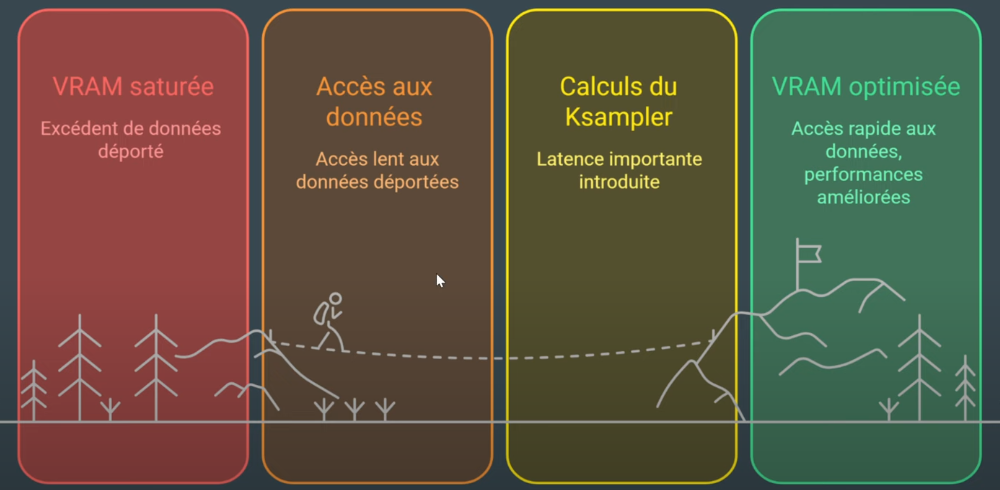 VRAM saturée
Excédent de données
déporté
Accès aux
données
Accès lent aux
données déportées
Calculs du
Ksampler
Latence importante
introduite
VRAM optimisée
Accès rapide aux
données,
performances
améliorées